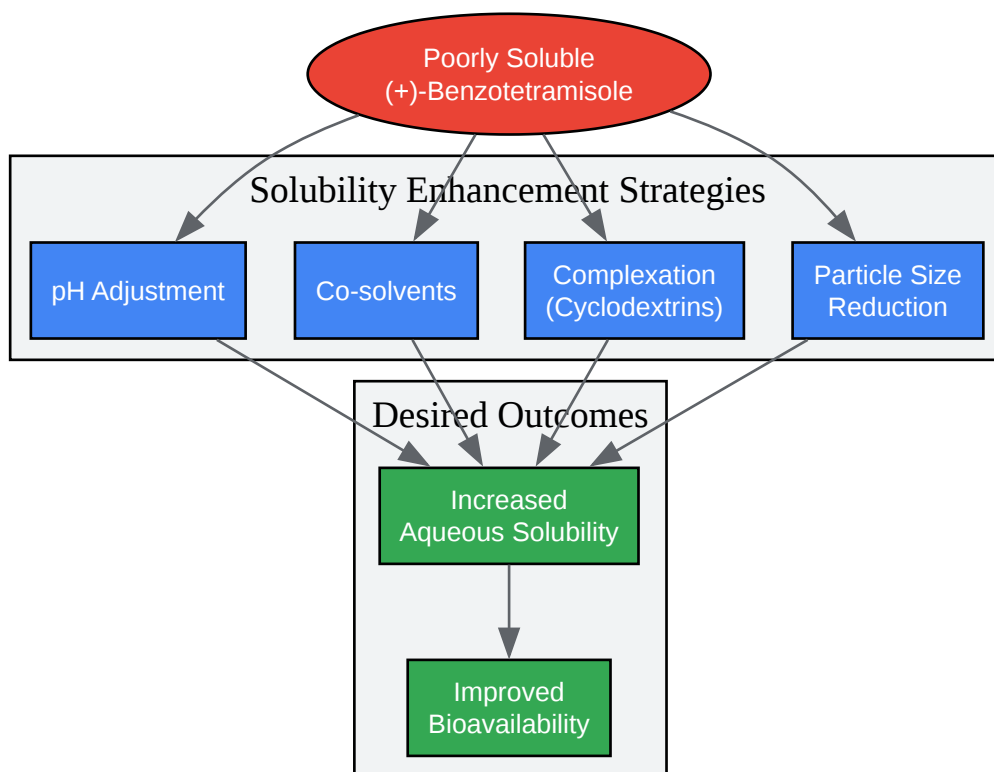 Poorly Soluble
(+)-Benzotetramisole
Solubility Enhancement Strategies
pH Adjustment
Co-solvents
Complexation
(Cyclodextrins)
Particle Size
Reduction
Desired Outcomes
Increased
Aqueous Solubility
Improved
Bioavailability